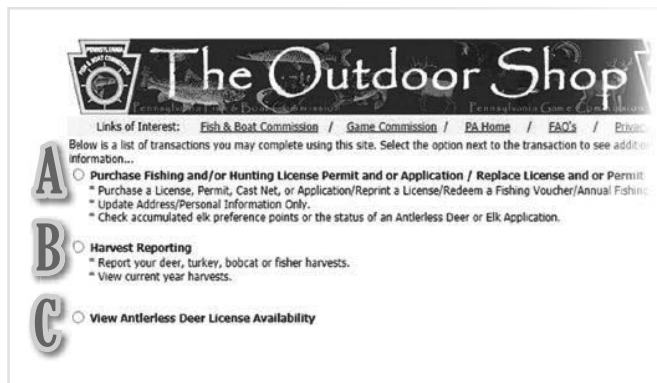 PENNSYLVANIA
FISH & BOAT COMMISSION
The Outdoor Shop
Pennsylvania Fish & Boat Commission Pennsylvania Game Commission
Links of Interest: Fish & Boat Commission / Game Commission / PA Home / FAQ's /
Below is a list of transactions you may complete using this site. Select the option next to the transaction to see
information...
A
Purchase Fishing and/or Hunting License Permit and or Application / Replace License and or Permit
* Purchase a License, Permit, Cast Net, or Application/Reprint a License/Redeem a Fishing Voucher/Annual Fishing
* Update Address/Personal Information Only.
* Check accumulated elk preference points or the status of an Antlerless Deer or Elk Application.
B
Harvest Reporting
* Report your deer, turkey, bobcat or fisher harvests.
* View current year harvests.
C
View Antlerless Deer License Availability